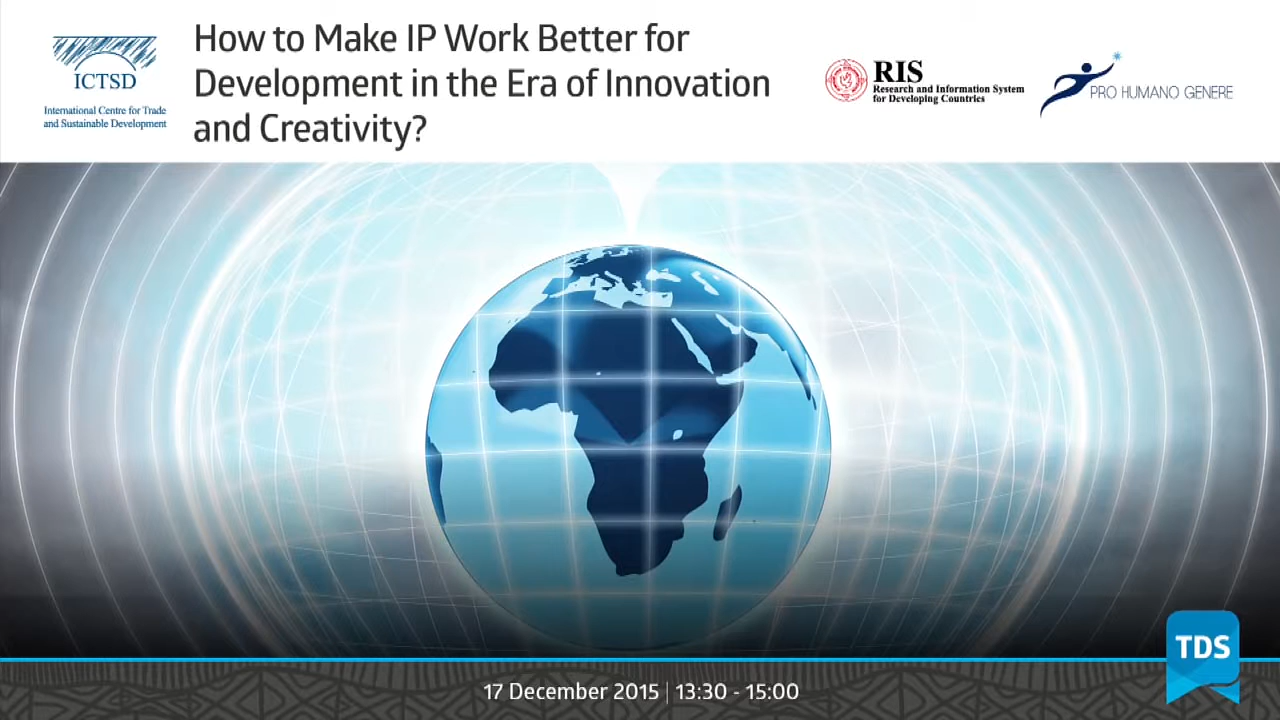 ICTSD
International Centre for Trade
and Sustainable Development
How to Make IP Work Better for
Development in the Era of Innovation
and Creativity?
RIS
Research and Information System
for Developing Countries
PRO HUMANO GENERE
TDS
17 December 2015 | 13:30 - 15:00